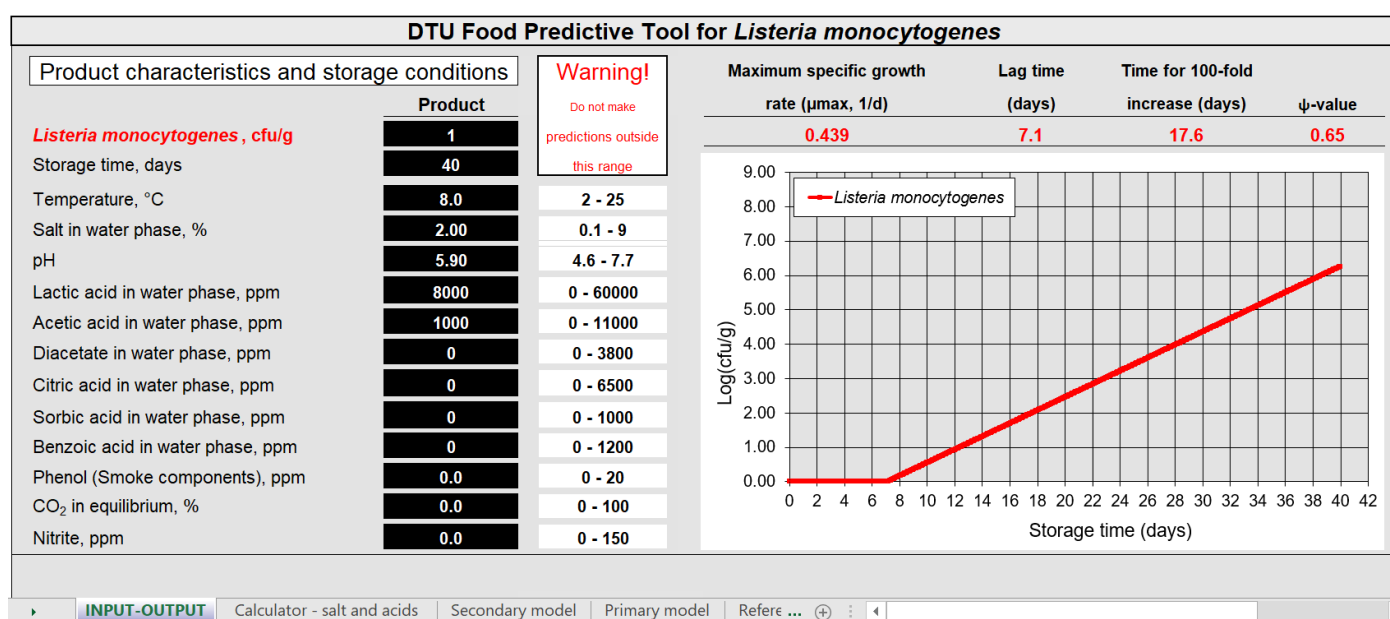 DTU Food Predictive Tool for Listeria monocytogenes
Product characteristics and storage conditions
Product
Listeria monocytogenes, cfu/g 1
Storage time, days 40
Temperature, °C 8.0 2 - 25
Salt in water phase, % 2.00 0.1 - 9
pH 5.90 4.6 - 7.7
Lactic acid in water phase, ppm 8000 0 - 60000
Acetic acid in water phase, ppm 1000 0 - 11000
Diacetate in water phase, ppm 0 0 - 3800
Citric acid in water phase, ppm 0 0 - 6500
Sorbic acid in water phase, ppm 0 0 - 1000
Benzoic acid in water phase, ppm 0 0 - 1200
Phenol (Smoke components), ppm 0.0 0 - 20
CO2 in equilibrium, % 0.0 0 - 100
Nitrite, ppm 0.0 0 - 150
Warning!
Do not make
predictions outside
this range
Maximum specific growth Lag time Time for 100-fold
rate (μmax, 1/d) (days) increase (days) ψ-value
0.439 7.1 17.6 0.65
9.00
8.00
7.00
6.00
5.00
4.00
3.00
2.00
1.00
0.00
Log(cfu/g)
Listeria monocytogenes
0 2 4 6 8 10 12 14 16 18 20 22 24 26 28 30 32 34 36 38 40 42
Storage time (days)
INPUT-OUTPUT Calculator - salt and acids Secondary model Primary model Refere ...